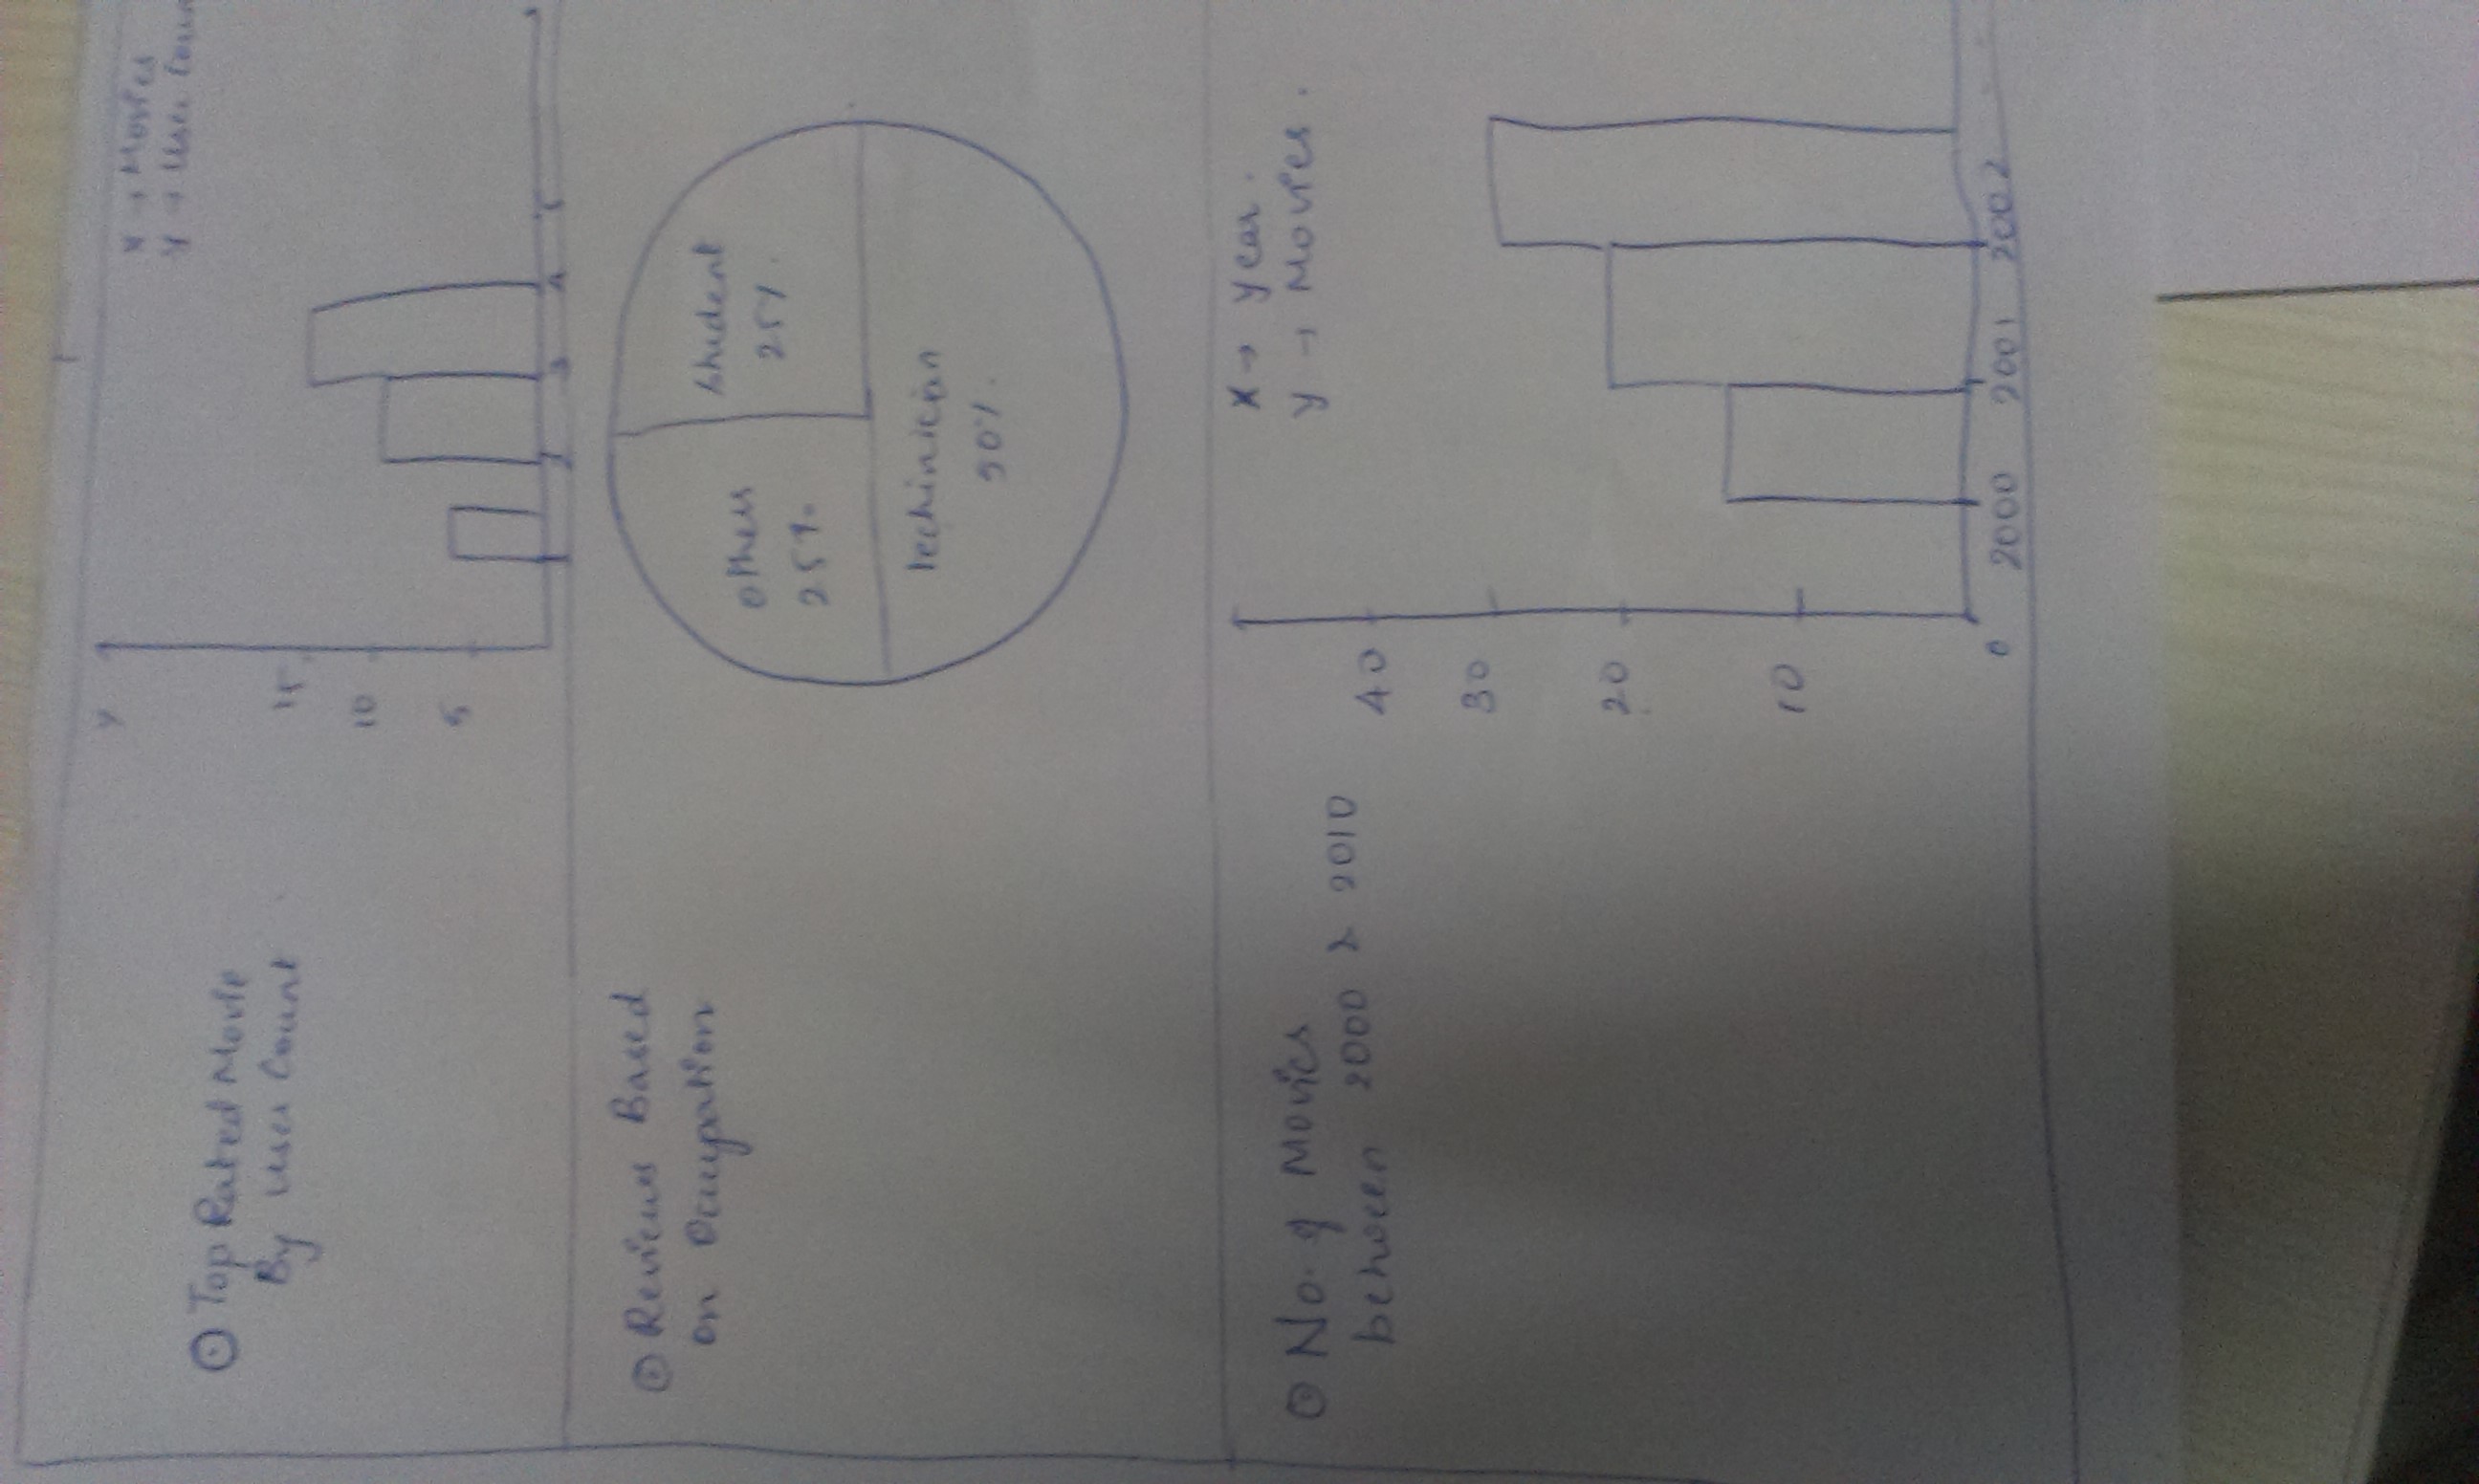 Top Rated Movie
By User Count
X → Movies
Y → User Coun
Y
15
10
5
1
2
3
4
5
Reviews Based
on Occupation
Others
25%
Student
25%.
Techinician
50%.
No. of Movies
between 2000 & 2010
X → Year.
Y → Movies.
40
30
20
10
0
2000 2001 2002 . . .